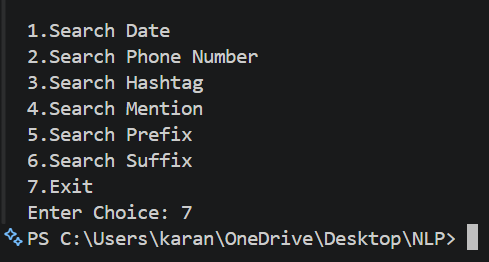 1.Search Date
2.Search Phone Number
3.Search Hashtag
4.Search Mention
5.Search Prefix
6.Search Suffix
7.Exit
Enter Choice: 7
PS C:\Users\karan\OneDrive\Desktop\NLP>